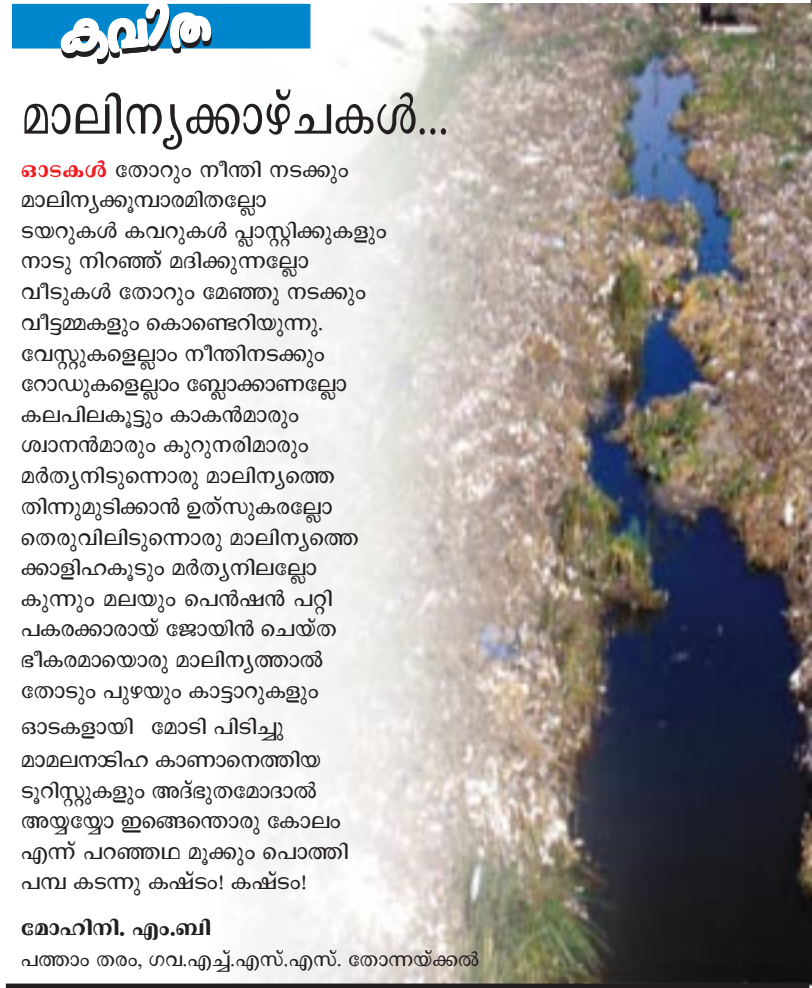 കവിത
മാലിന്യക്കാഴ്ചകൾ...
ഓടകൾ തോറും നീന്തി നടക്കും
മാലിന്യക്കൂമ്പാരമിതല്ലോ
ടയറുകൾ കവറുകൾ പ്ലാസ്റ്റിക്കുകളും
നാടു നിറഞ്ഞ് മദിക്കുന്നല്ലോ
വീടുകൾ തോറും മേഞ്ഞു നടക്കും
വീട്ടമ്മകളും കൊണ്ടെറിയുന്നു.
വേസ്റ്റുകളെല്ലാം നീന്തിനടക്കും
റോഡുകളെല്ലാം ബ്ലോക്കാണല്ലോ
കലപിലകൂട്ടും കാകൻമാരും
ശ്വാനൻമാരും കുറുനരിമാരും
മർത്യനിടുന്നൊരു മാലിന്യത്തെ
തിന്നുമുടിക്കാൻ ഉത്സുകരല്ലോ
തെരുവിലിടുന്നൊരു മാലിന്യത്തെ
ക്കാളിഹകൂടും മർത്യനിലല്ലോ
കുന്നും മലയും പെൻഷൻ പറ്റി
പകരക്കാരായ് ജോയിൻ ചെയ്ത
ഭീകരമായൊരു മാലിന്യത്താൽ
തോടും പുഴയും കാട്ടാറുകളും
ഓടകളായി മോടി പിടിച്ചു
മാമലനാടിഹ കാണാനെത്തിയ
ടൂറിസ്റ്റുകളും അദ്ഭുതമോദാൽ
അയ്യയ്യോ ഇങ്ങെന്തൊരു കോലം
എന്ന് പറഞ്ഞഥ മൂക്കും പൊത്തി
പമ്പ കടന്നു കഷ്ടം! കഷ്ടം!
മോഹിനി. എം.ബി
പത്താം തരം, ഗവ.എച്ച്.എസ്.എസ്. തോന്നയ്ക്കൽ